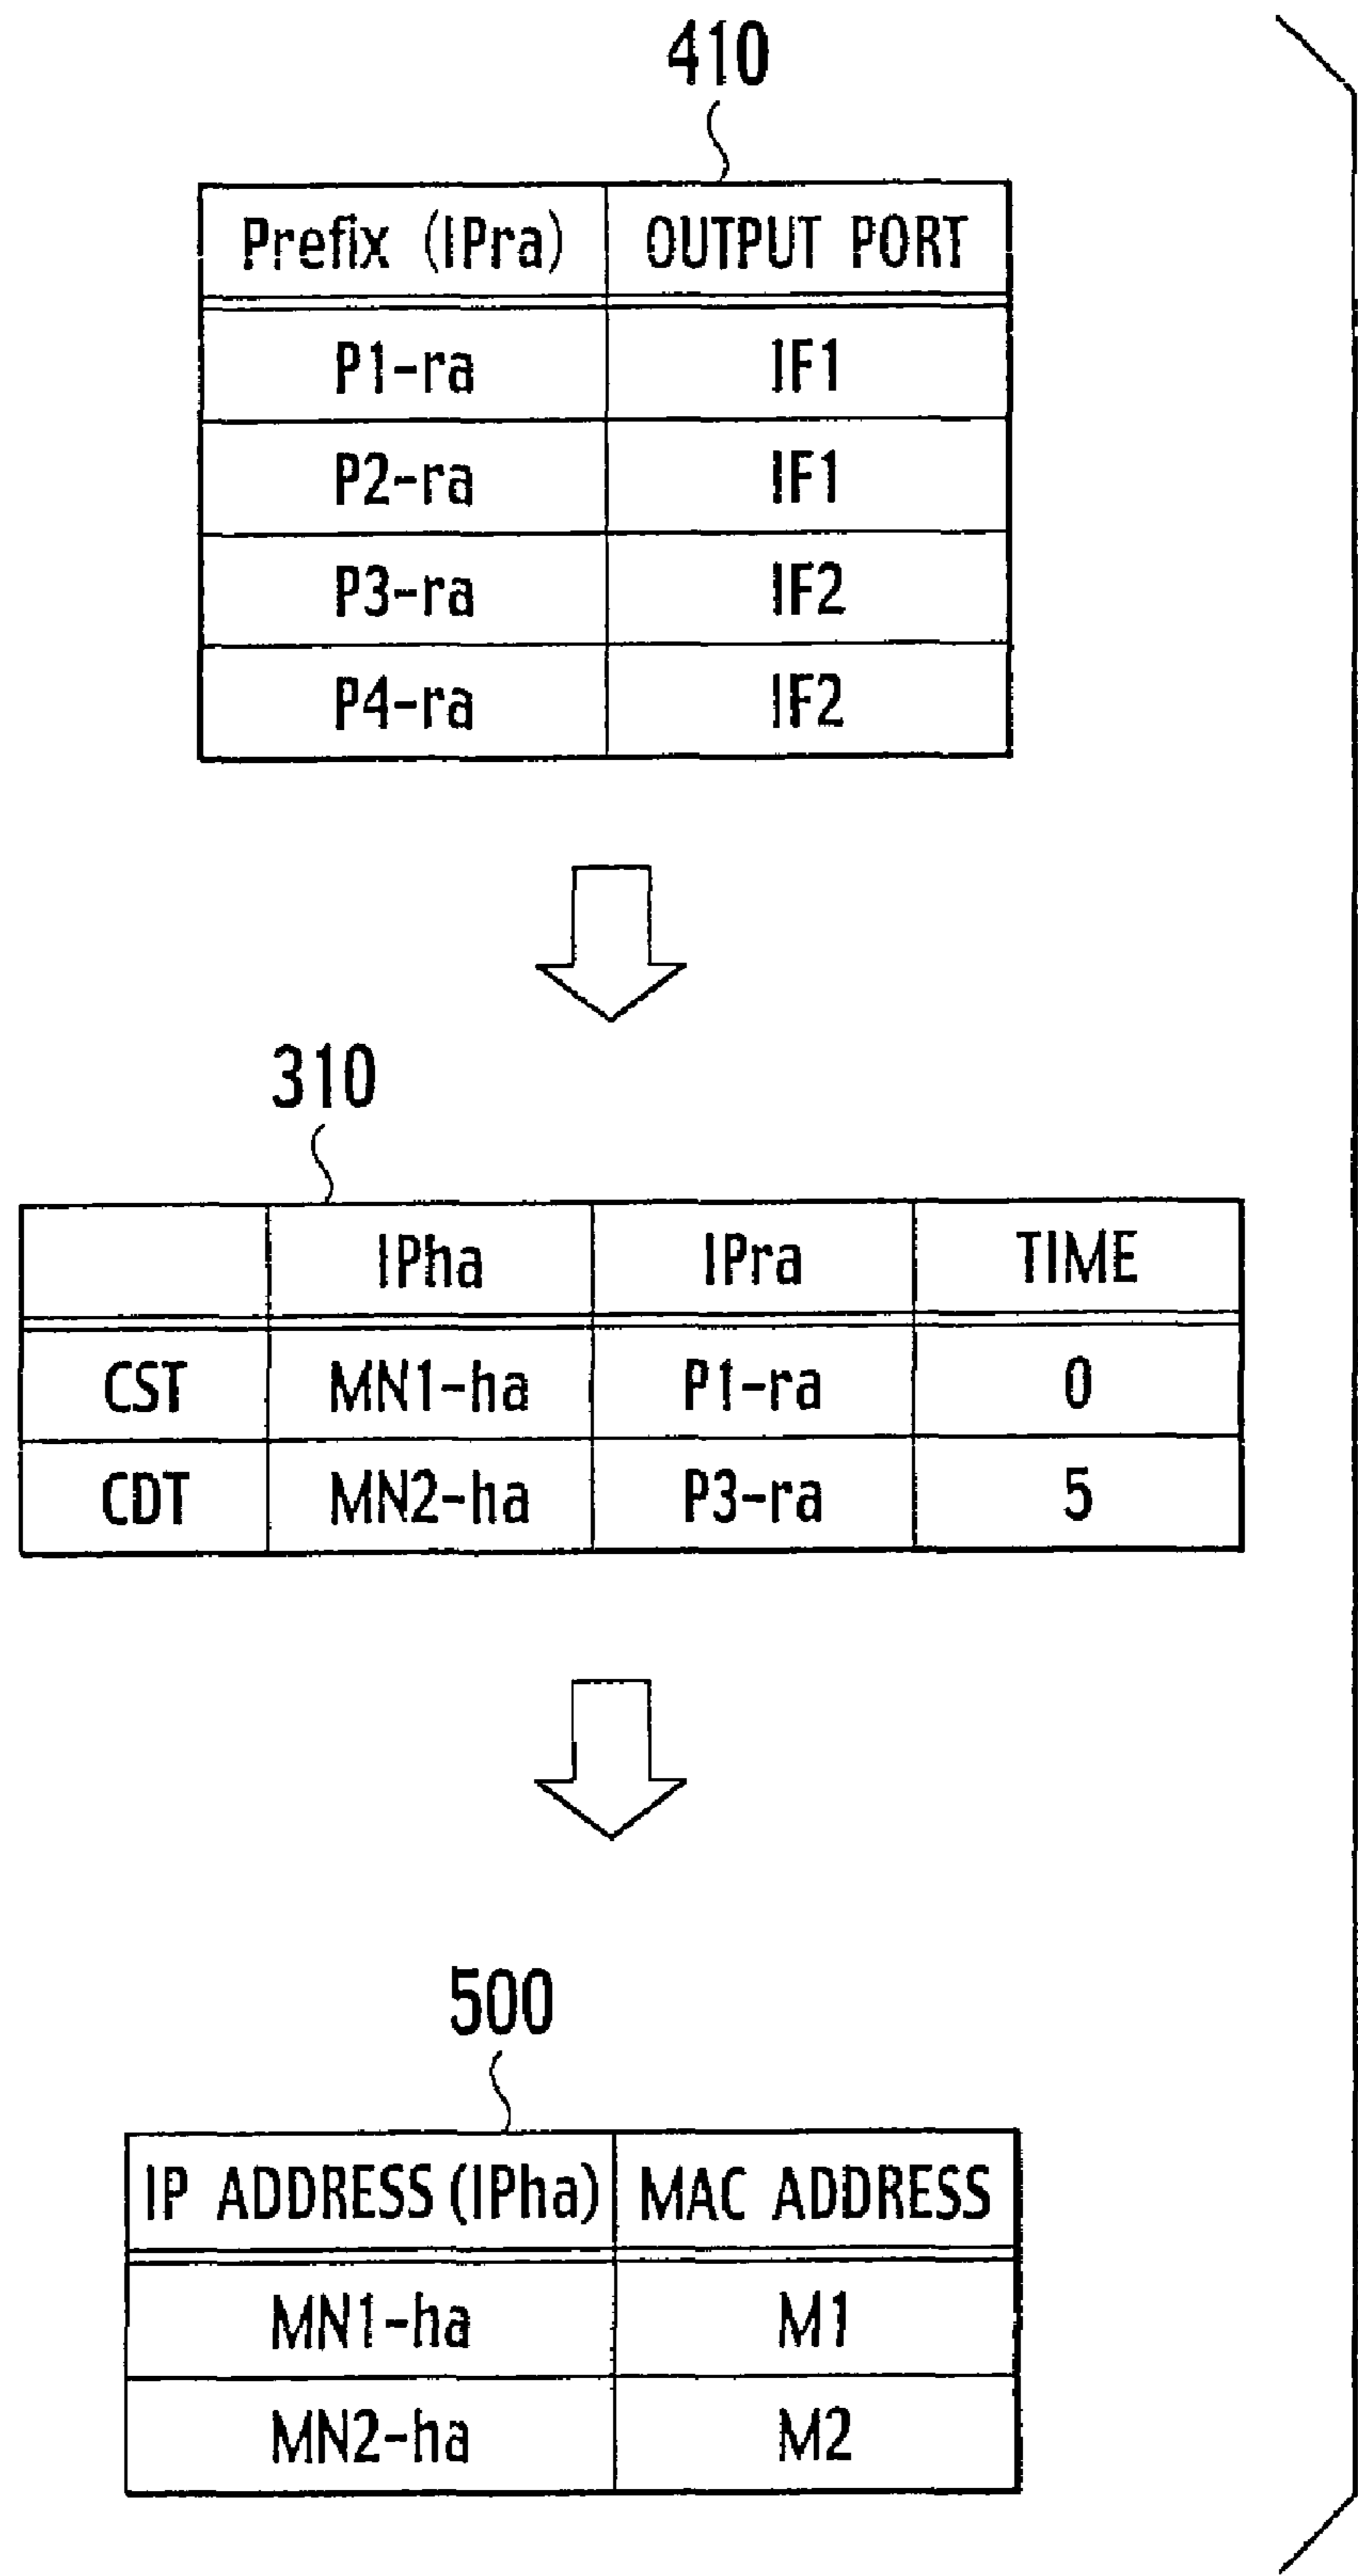 410
Prefix (IPra) OUTPUT PORT
P1-ra IF1
P2-ra IF1
P3-ra IF2
P4-ra IF2
310
IPha IPra TIME
CST MN1-ha P1-ra 0
CDT MN2-ha P3-ra 5
500
IP ADDRESS (IPha) MAC ADDRESS
MN1-ha M1
MN2-ha M2